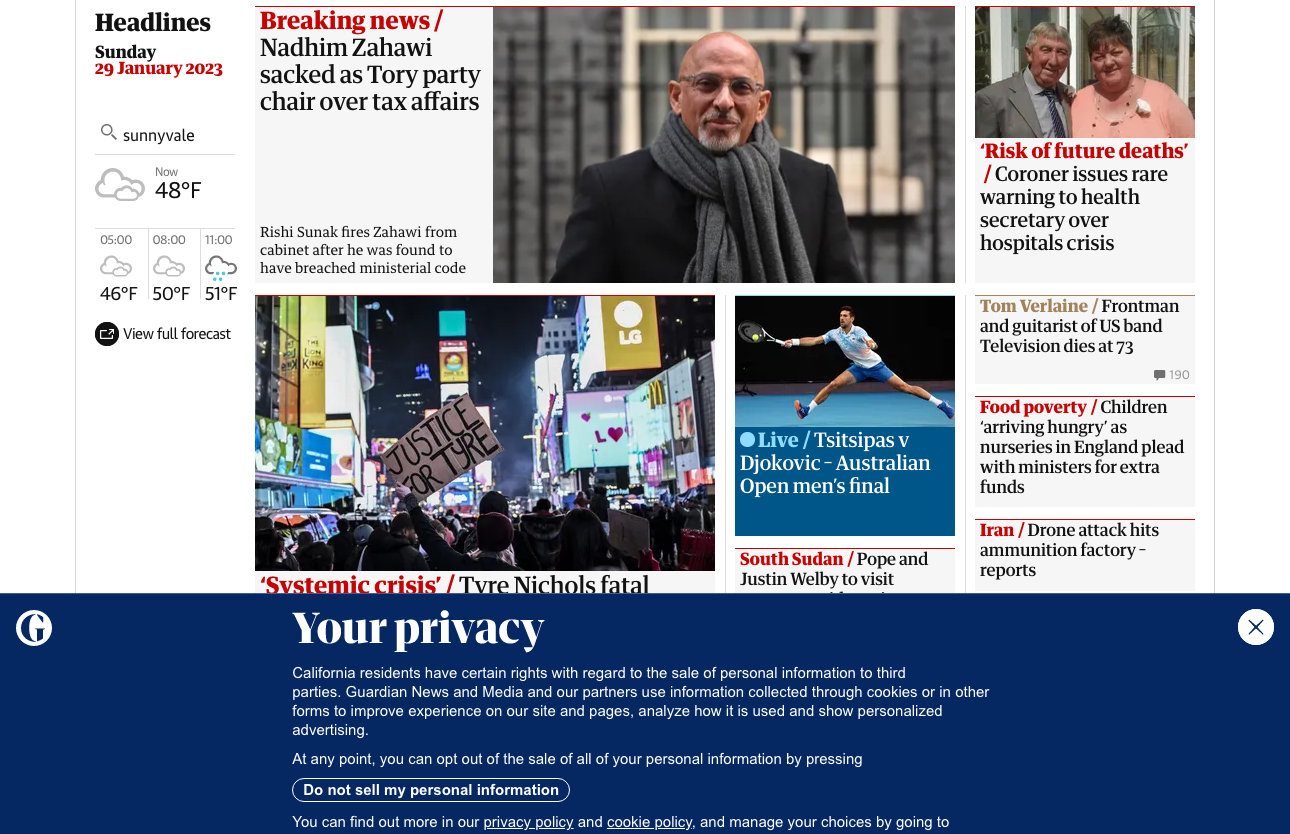 Headlines
Sunday
29 January 2023
sunnyvale
Now
48°F
05:00
08:00
11:00
46°F
50°F
51°F
View full forecast
Breaking news /
Nadhim Zahawi
sacked as Tory party
chair over tax affairs
Rishi Sunak fires Zahawi from
cabinet after he was found to
have breached ministerial code
‘Risk of future deaths’
/ Coroner issues rare
warning to health
secretary over
hospitals crisis
THE
LION
KING
LG
JUSTICE
FOR TYRE
L
‘Systemic crisis’ / Tyre Nichols fatal
Live / Tsitsipas v
Djokovic – Australian
Open men’s final
South Sudan / Pope and
Justin Welby to visit
Tom Verlaine / Frontman
and guitarist of US band
Television dies at 73
190
Food poverty / Children
‘arriving hungry’ as
nurseries in England plead
with ministers for extra
funds
Iran / Drone attack hits
ammunition factory –
reports
G
Your privacy
California residents have certain rights with regard to the sale of personal information to third
parties. Guardian News and Media and our partners use information collected through cookies or in other
forms to improve experience on our site and pages, analyze how it is used and show personalized
advertising.
At any point, you can opt out of the sale of all of your personal information by pressing
Do not sell my personal information
You can find out more in our privacy policy and cookie policy, and manage your choices by going to